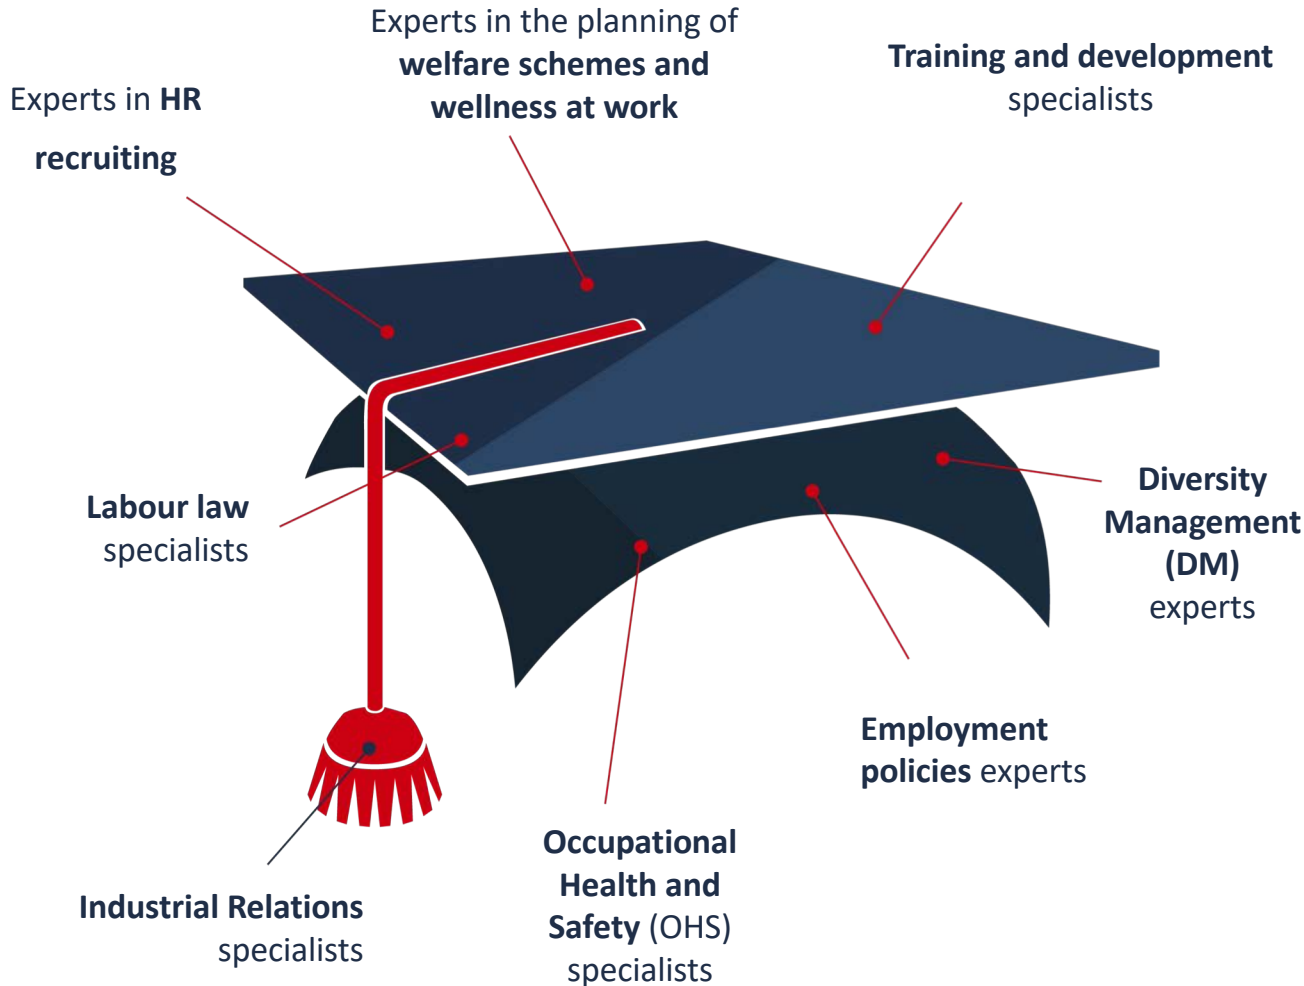 Experts in the planning of
welfare schemes and
wellness at work
Training and development
specialists
Experts in HR
recruiting
Labour law
specialists
Diversity
Management
(DM)
experts
Employment
policies experts
Occupational
Health and
Safety (OHS)
specialists
Industrial Relations
specialists